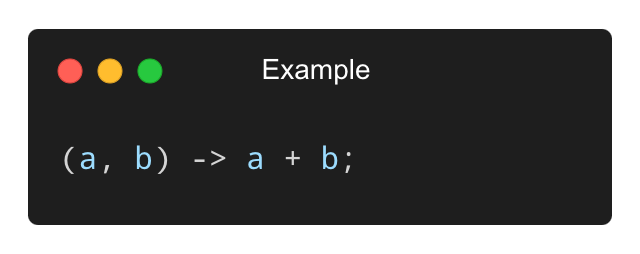 Example
(a, b) -> a + b;